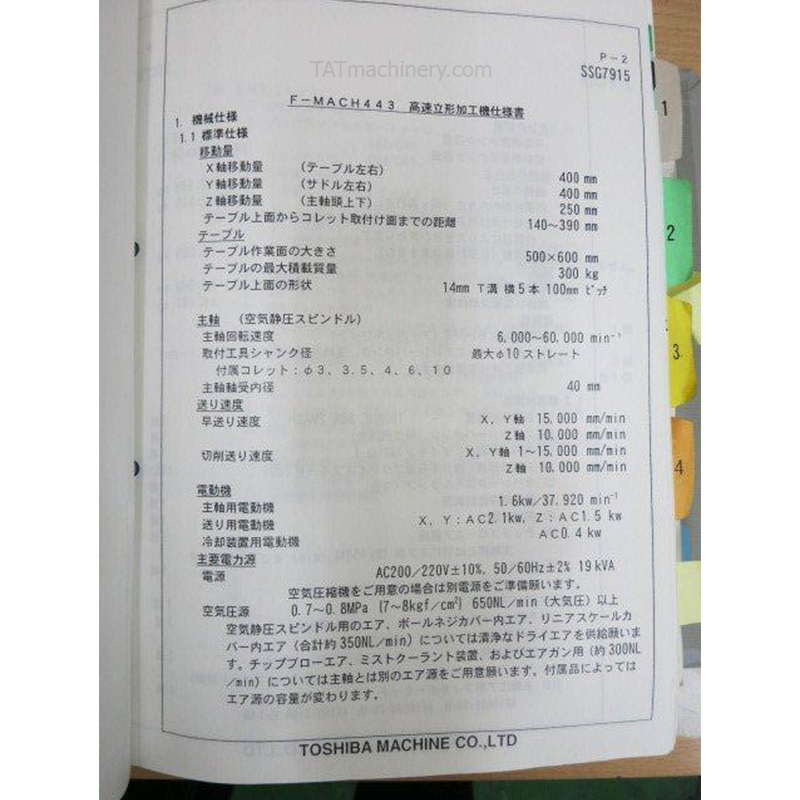 TATmachinery.com
P-2
SSG7915
F-MACH443 高速立形加工機仕様書
1. 機械仕様
1.1 標準仕様
移動量
X軸移動量 (テーブル左右) 400 mm
Y軸移動量 (サドル左右) 400 mm
Z軸移動量 (主軸頭上下) 250 mm
テーブル上面からコレット取付け面までの距離 140~390 mm
テーブル
テーブル作業面の大きさ 500×600 mm
テーブルの最大積載質量 300 kg
テーブル上面の形状 14mm T溝 横5本 100mm ピッチ
主軸 (空気静圧スピンドル)
主軸回転速度 6,000~60,000 min⁻¹
取付工具シャンク径 最大φ10 ストレート
付属コレット:φ3、3.5、4、6、10
主軸軸受内径 40 mm
送り速度
早送り速度 X, Y軸 15,000 mm/min
Z軸 10,000 mm/min
切削送り速度 X, Y軸 1~15,000 mm/min
Z軸 10,000 mm/min
電動機
主軸用電動機 1.6kw/37,920 min⁻¹
送り用電動機 X, Y:AC2.1kw, Z:AC1.5 kw
冷却装置用電動機 AC0.4 kw
主要電力源
電源 AC200/220V±10%, 50/60Hz±2% 19 kVA
空気圧縮機をご用意の場合は別電源をご準備願います。
空気圧源 0.7~0.8MPa {7~8kgf/cm²} 650NL/min (大気圧) 以上
空気静圧スピンドル用のエア、ボールネジカバー内エア、リニアスケールカ
バー内エア (合計約350NL/min) については清浄なドライエアを供給願いま
す。チップブローエア、ミストクーラント装置、およびエアガン用 (約300NL
/min) については主軸とは別のエア源をご用意願います。付属品によっては
エア源の容量が変わります。
TOSHIBA MACHINE CO.,LTD
1
2
3
4